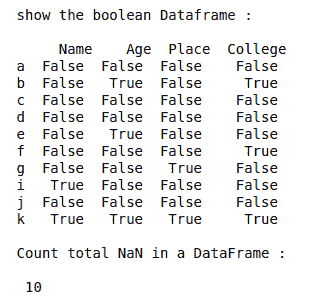 show the boolean Dataframe :
Name Age Place College
a False False False False
b False True False True
c False False False False
d False False False False
e False True False False
f False False False True
g False False True False
i True False False False
j False False False False
k True True True True
Count total NaN in a DataFrame :
10